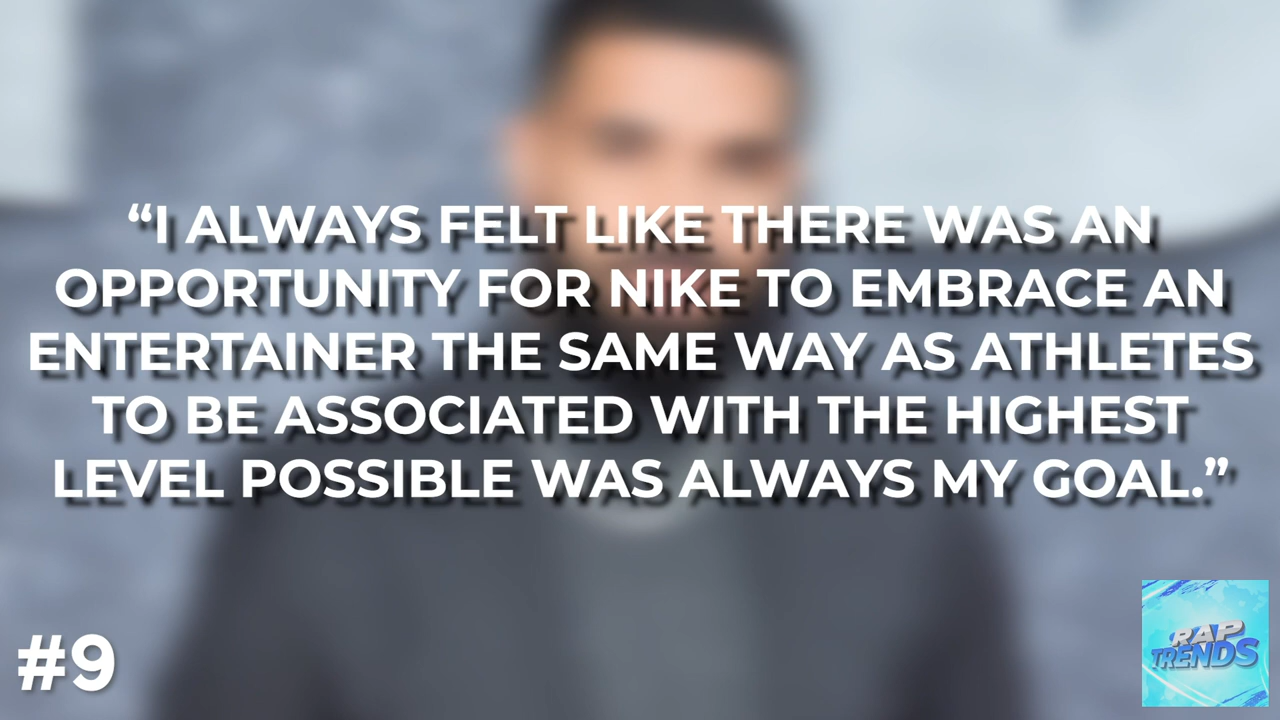 “I ALWAYS FELT LIKE THERE WAS AN
OPPORTUNITY FOR NIKE TO EMBRACE AN
ENTERTAINER THE SAME WAY AS ATHLETES
TO BE ASSOCIATED WITH THE HIGHEST
LEVEL POSSIBLE WAS ALWAYS MY GOAL.”
#9
RAP
TRENDS